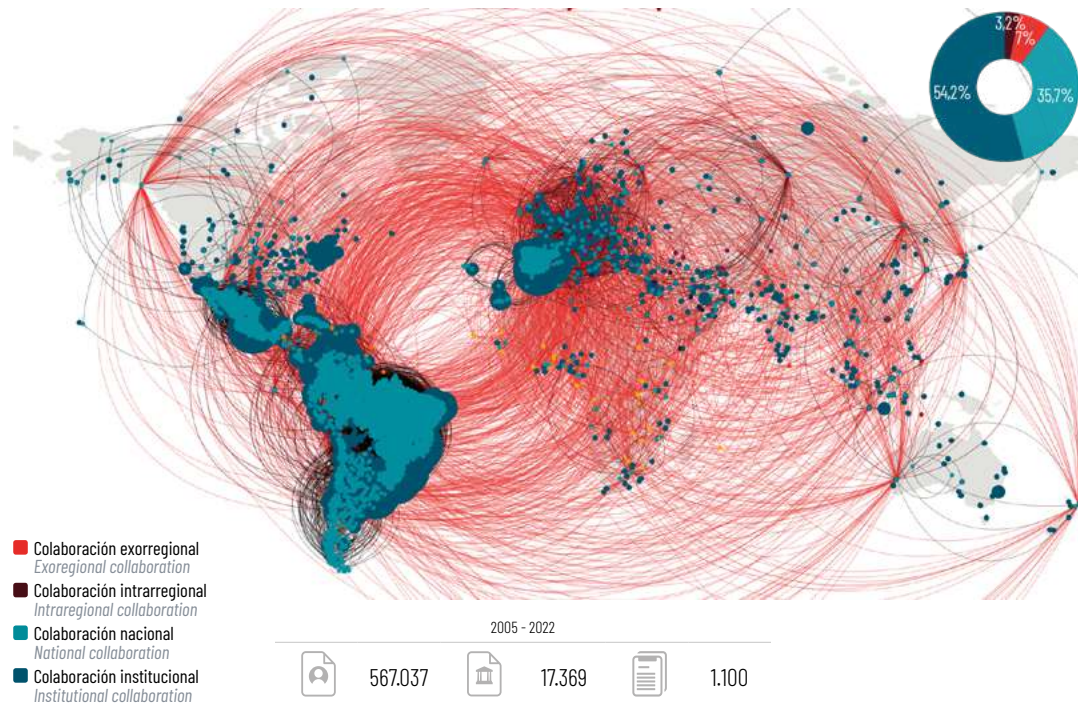 3,2%
7%
54,2%
35,7%
Colaboración exorregional
Exoregional collaboration
Colaboración intrarregional
Intraregional collaboration
Colaboración nacional
National collaboration
Colaboración institucional
Institutional collaboration
2005 - 2022
567.037
17.369
1.100